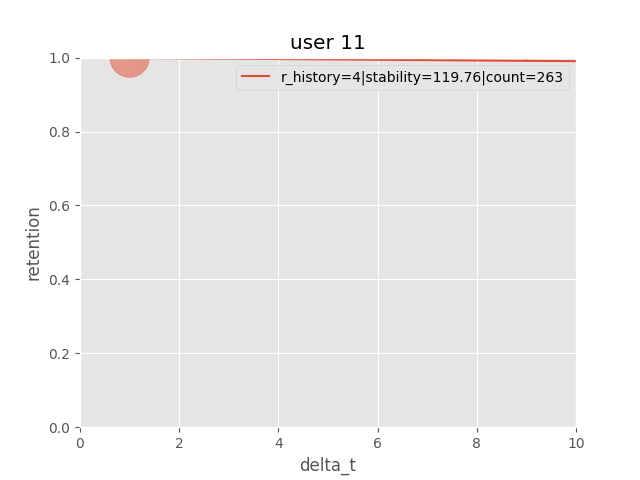 user 11
r_history=4|stability=119.76|count=263
1.0
0.8
0.6
0.4
0.2
0.0
retention
0 2 4 6 8 10
delta_t